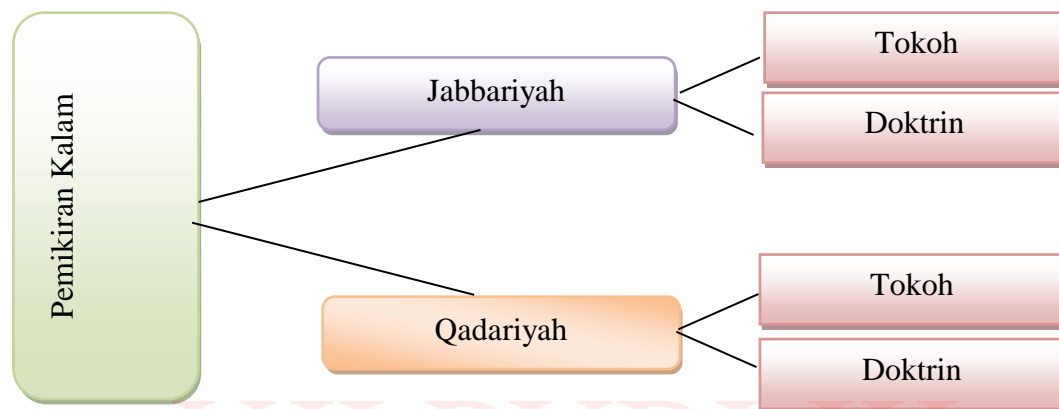 Pemikiran Kalam
Jabbariyah
Tokoh
Doktrin
Qadariyah
Tokoh
Doktrin